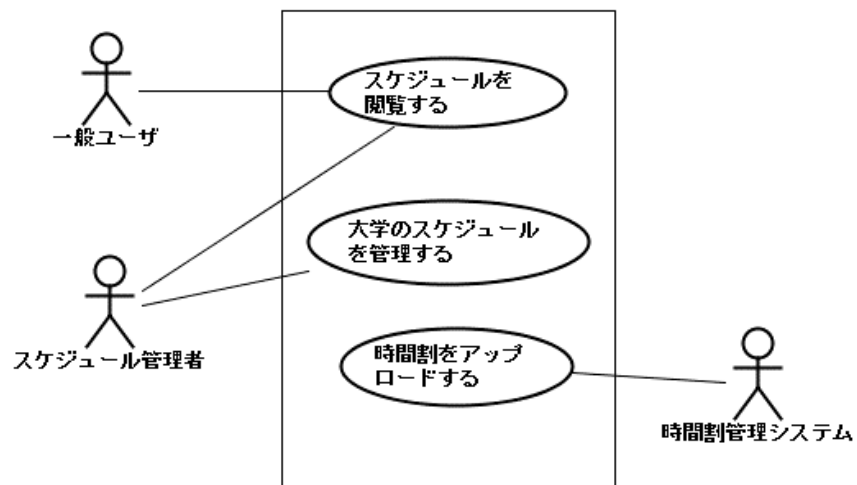 スケジュールを
閲覧する
一般ユーザ
大学のスケジュール
を管理する
スケジュール管理者
時間割をアップ
ロードする
時間割管理システム